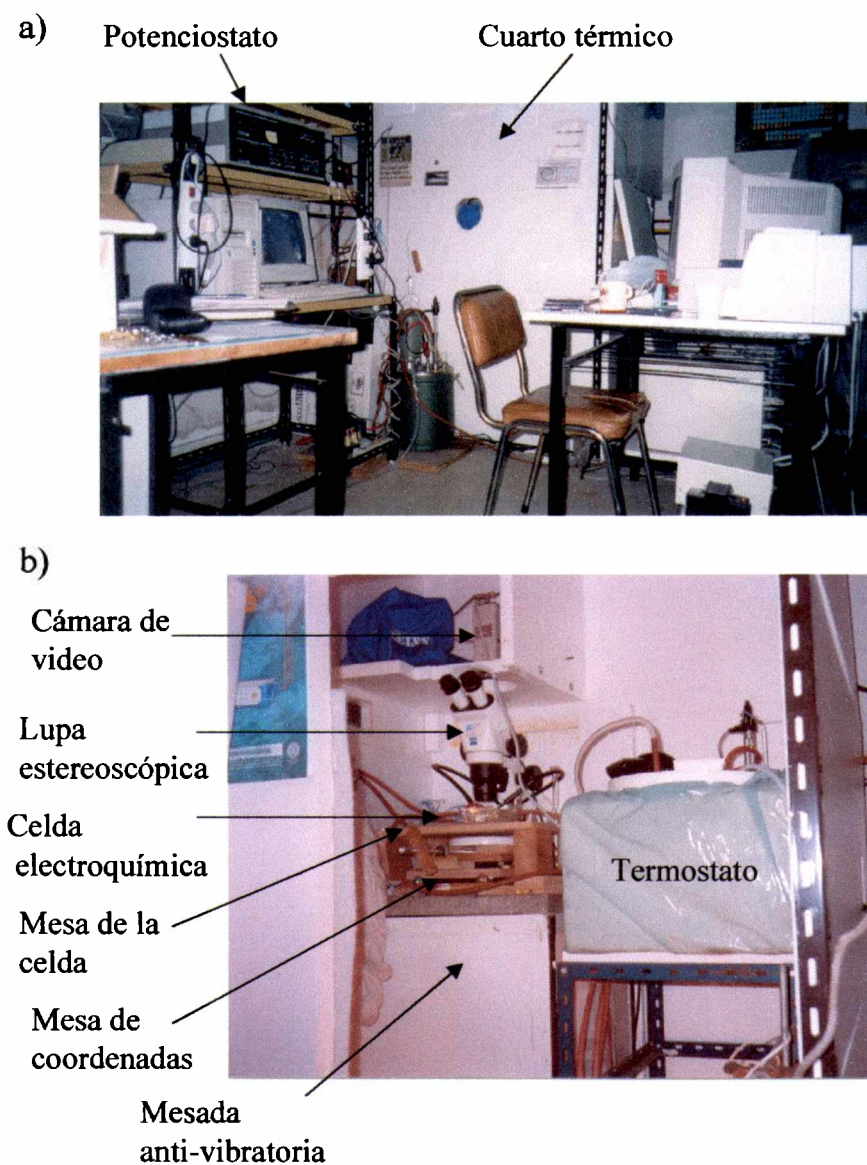 a)
Potenciostato
Cuarto térmico
b)
Cámara de
video
Lupa
estereoscópica
Celda
electroquímica
Mesa de la
celda
Mesa de
coordenadas
Mesada
anti-vibratoria
Termostato